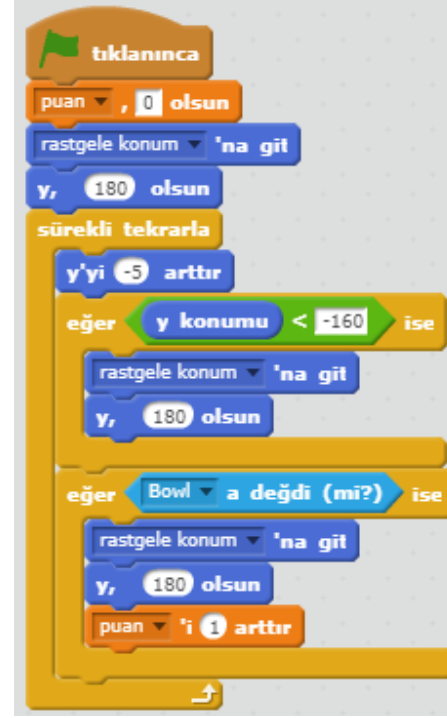 tıklanınca
puan , 0 olsun
rastgele konum 'na git
y, 180 olsun
sürekli tekrarla
y'yi -5 arttır
eğer y konumu < -160 ise
rastgele konum 'na git
y, 180 olsun
eğer Bowl a değdi (mi?) ise
rastgele konum 'na git
y, 180 olsun
puan 'i 1 arttır